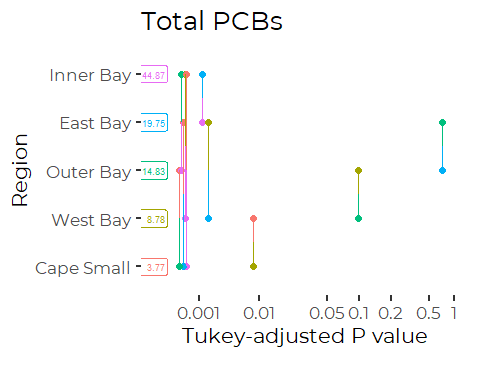 Total PCBs
Region
Inner Bay 44.87
East Bay 19.75
Outer Bay 14.83
West Bay 8.78
Cape Small 3.77
0.001 0.01 0.05 0.1 0.2 0.5 1
Tukey-adjusted P value